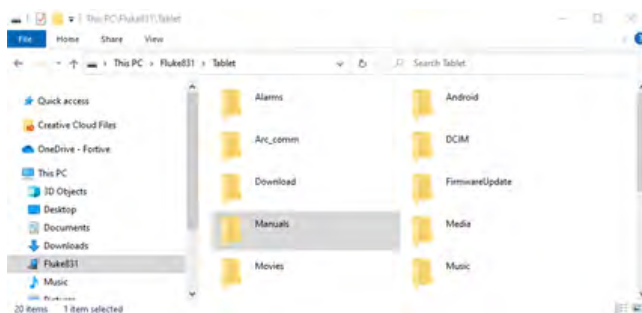 This PC\Fluke831\Tablet
File Home Share View
This PC › Fluke831 › Tablet Search Tablet
Quick access
Creative Cloud Files
OneDrive - Fortive
This PC
3D Objects
Desktop
Documents
Downloads
Fluke831
Music
Alarms Android
Arc_comm DCIM
Download FirmwareUpdate
Manuals Media
Movies Music
20 items 1 item selected